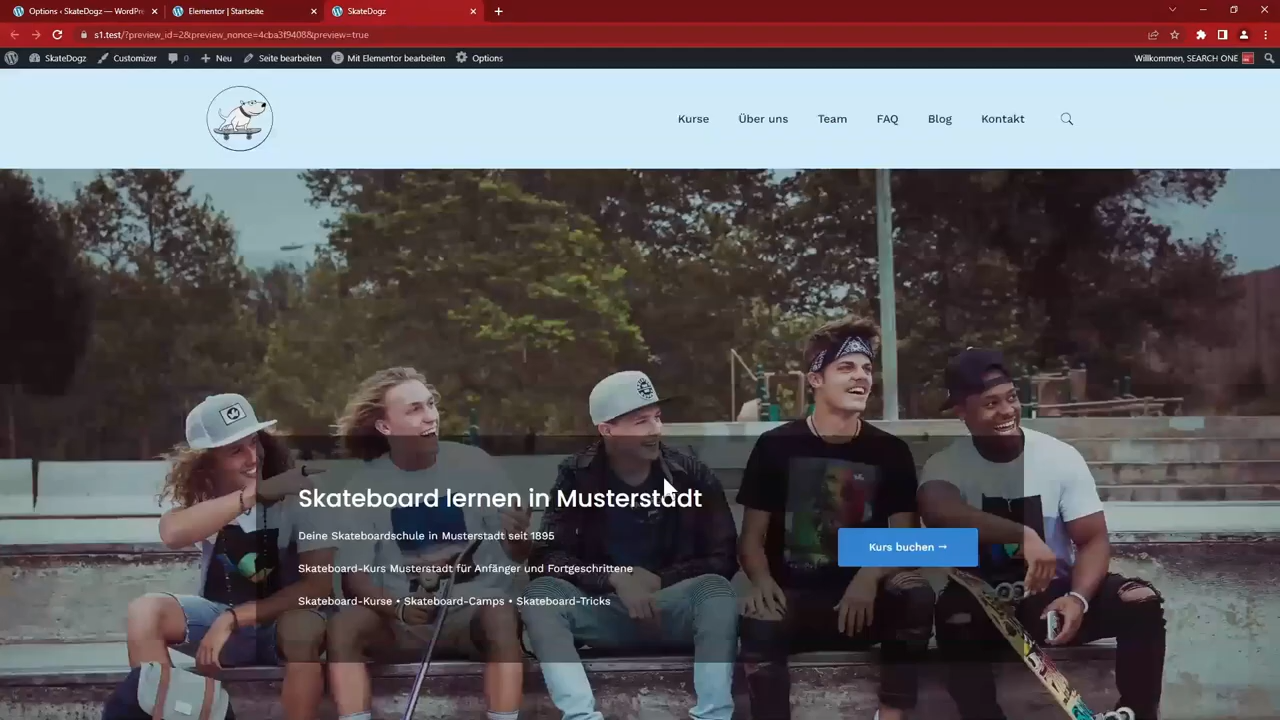 Options ‹ SkateDogz — WordPre
Elementor | Startseite
SkateDogz
s1.test/?preview_id=2&preview_nonce=4cba3f9408&preview=true
SkateDogz
Customizer
0
Neu
Seite bearbeiten
Mit Elementor bearbeiten
Options
Willkommen, SEARCH ONE
Kurse
Über uns
Team
FAQ
Blog
Kontakt
Skateboard lernen in Musterstadt
Deine Skateboardschule in Musterstadt seit 1895
Skateboard-Kurs Musterstadt für Anfänger und Fortgeschrittene
Skateboard-Kurse • Skateboard-Camps • Skateboard-Tricks
Kurs buchen →